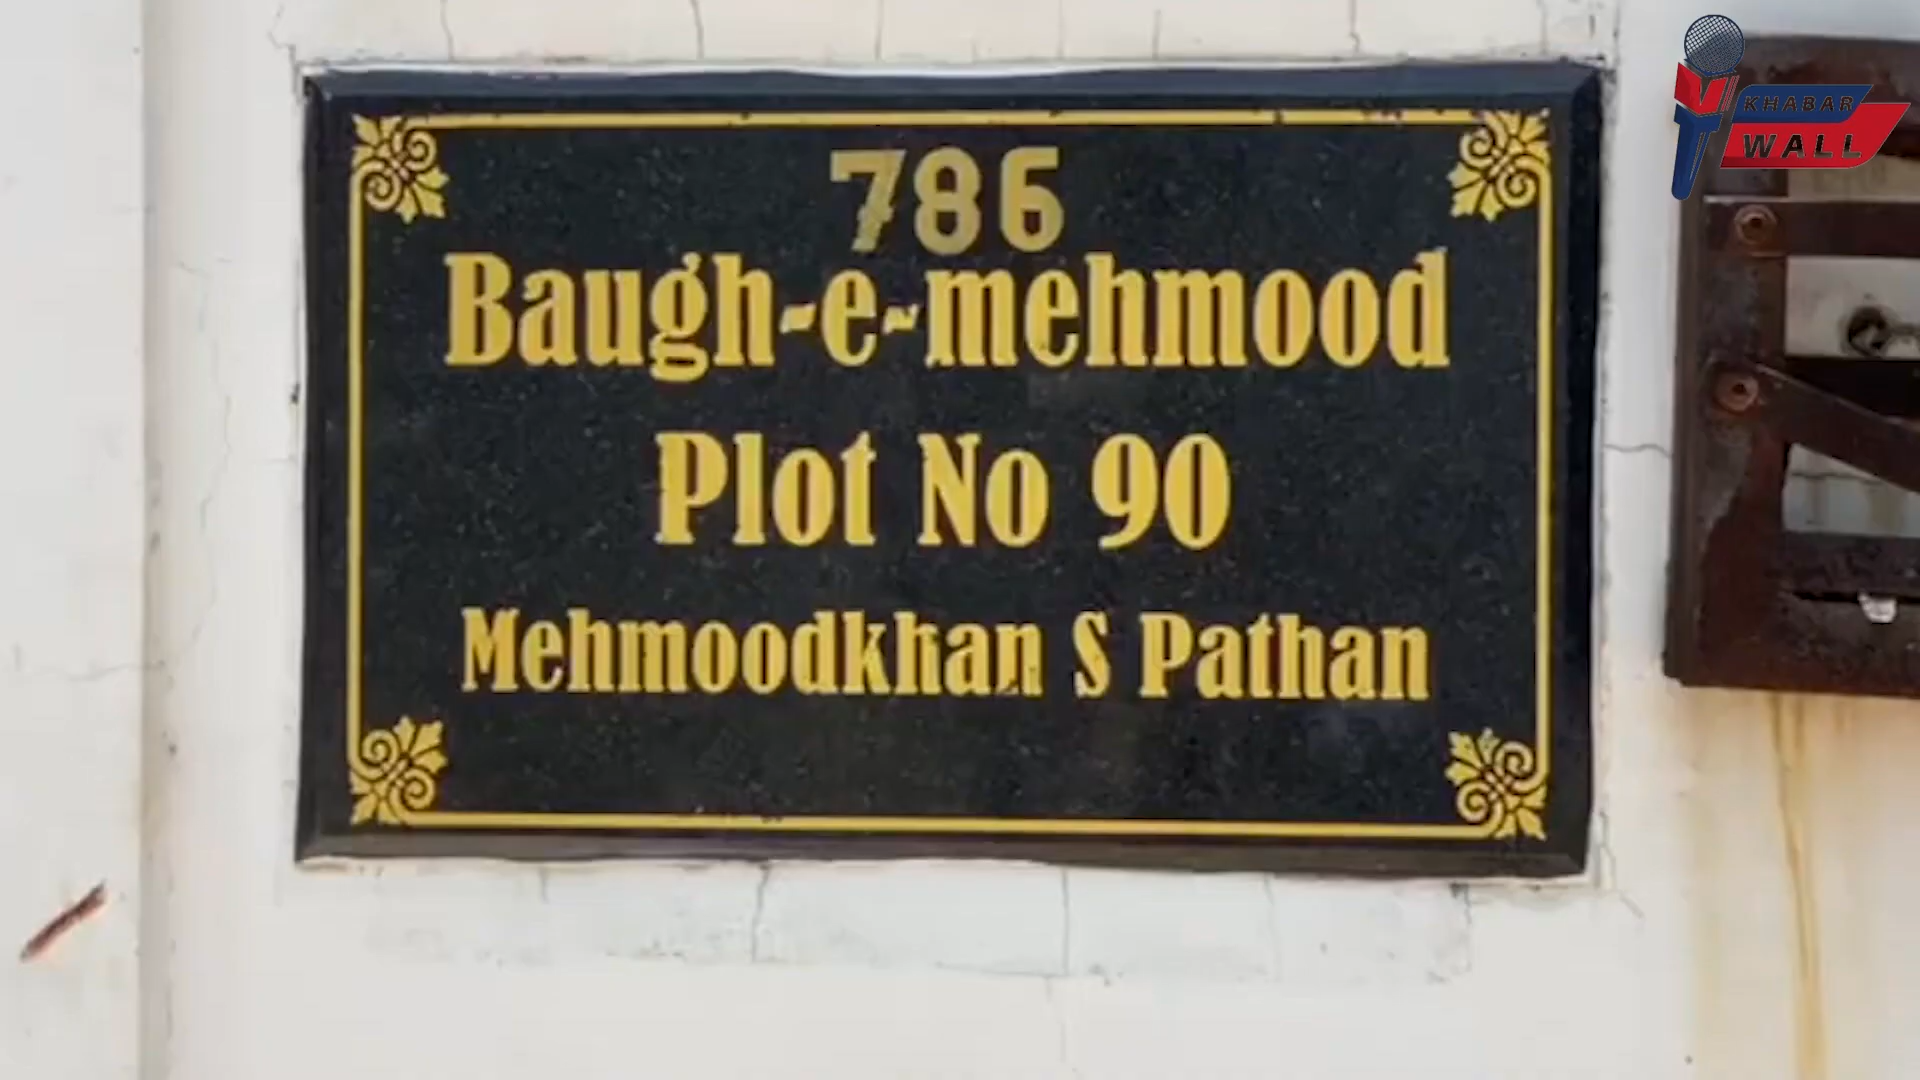 786
Baugh-e-mehmood
Plot No 90
Mehmoodkhan S Pathan
KHABAR
WALL